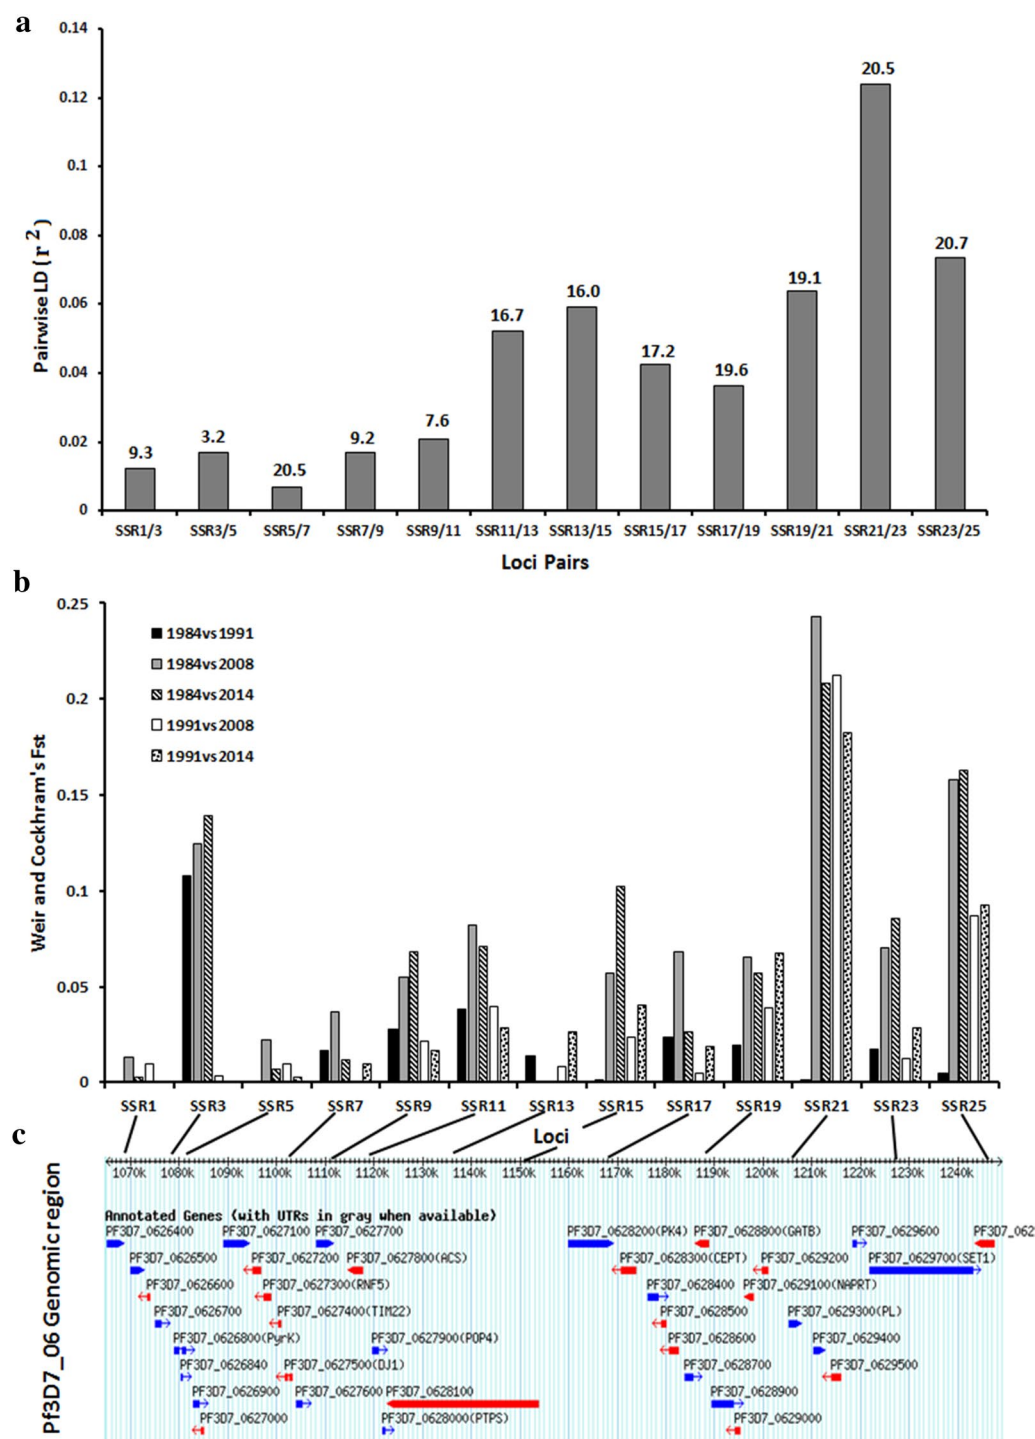 a
Pairwise LD (r²)
0.14
0.12
0.1
0.08
0.06
0.04
0.02
0
9.3
3.2
20.5
9.2
7.6
16.7
16.0
17.2
19.6
19.1
20.5
20.7
SSR1/3 SSR3/5 SSR5/7 SSR7/9 SSR9/11 SSR11/13 SSR13/15 SSR15/17 SSR17/19 SSR19/21 SSR21/23 SSR23/25
Loci Pairs
b
Weir and Cockhram's Fst
0.25
0.2
0.15
0.1
0.05
0
1984vs1991
1984vs2008
1984vs2014
1991vs2008
1991vs2014
SSR1 SSR3 SSR5 SSR7 SSR9 SSR11 SSR13 SSR15 SSR17 SSR19 SSR21 SSR23 SSR25
Loci
c
Pf3D7_06 Genomic region
1070k 1080k 1090k 1100k 1110k 1120k 1130k 1140k 1150k 1160k 1170k 1180k 1190k 1200k 1210k 1220k 1230k 1240k
Annotated Genes (with UTRs in gray when available)
PF3D7_0626400 PF3D7_0627100 PF3D7_0627700 PF3D7_0628200(PK4) PF3D7_0628800(GATB) PF3D7_0629600 PF3D7_062
PF3D7_0626500 PF3D7_0627200 PF3D7_0627800(ACS) PF3D7_0628300(CEPT) PF3D7_0629200 PF3D7_0629700(SET1)
PF3D7_0626600 PF3D7_0627300(RNF5) PF3D7_0628400 PF3D7_0629100(NAPRT)
PF3D7_0626700 PF3D7_0627400(TIM22) PF3D7_0628500 PF3D7_0629300(PL)
PF3D7_0626800(PyrK) PF3D7_0627900(POP4) PF3D7_0628600 PF3D7_0629400
PF3D7_0626840 PF3D7_0627500(DJ1) PF3D7_0628700 PF3D7_0629500
PF3D7_0626900 PF3D7_0627600 PF3D7_0628100 PF3D7_0628900
PF3D7_0627000 PF3D7_0628000(PTPS) PF3D7_0629000